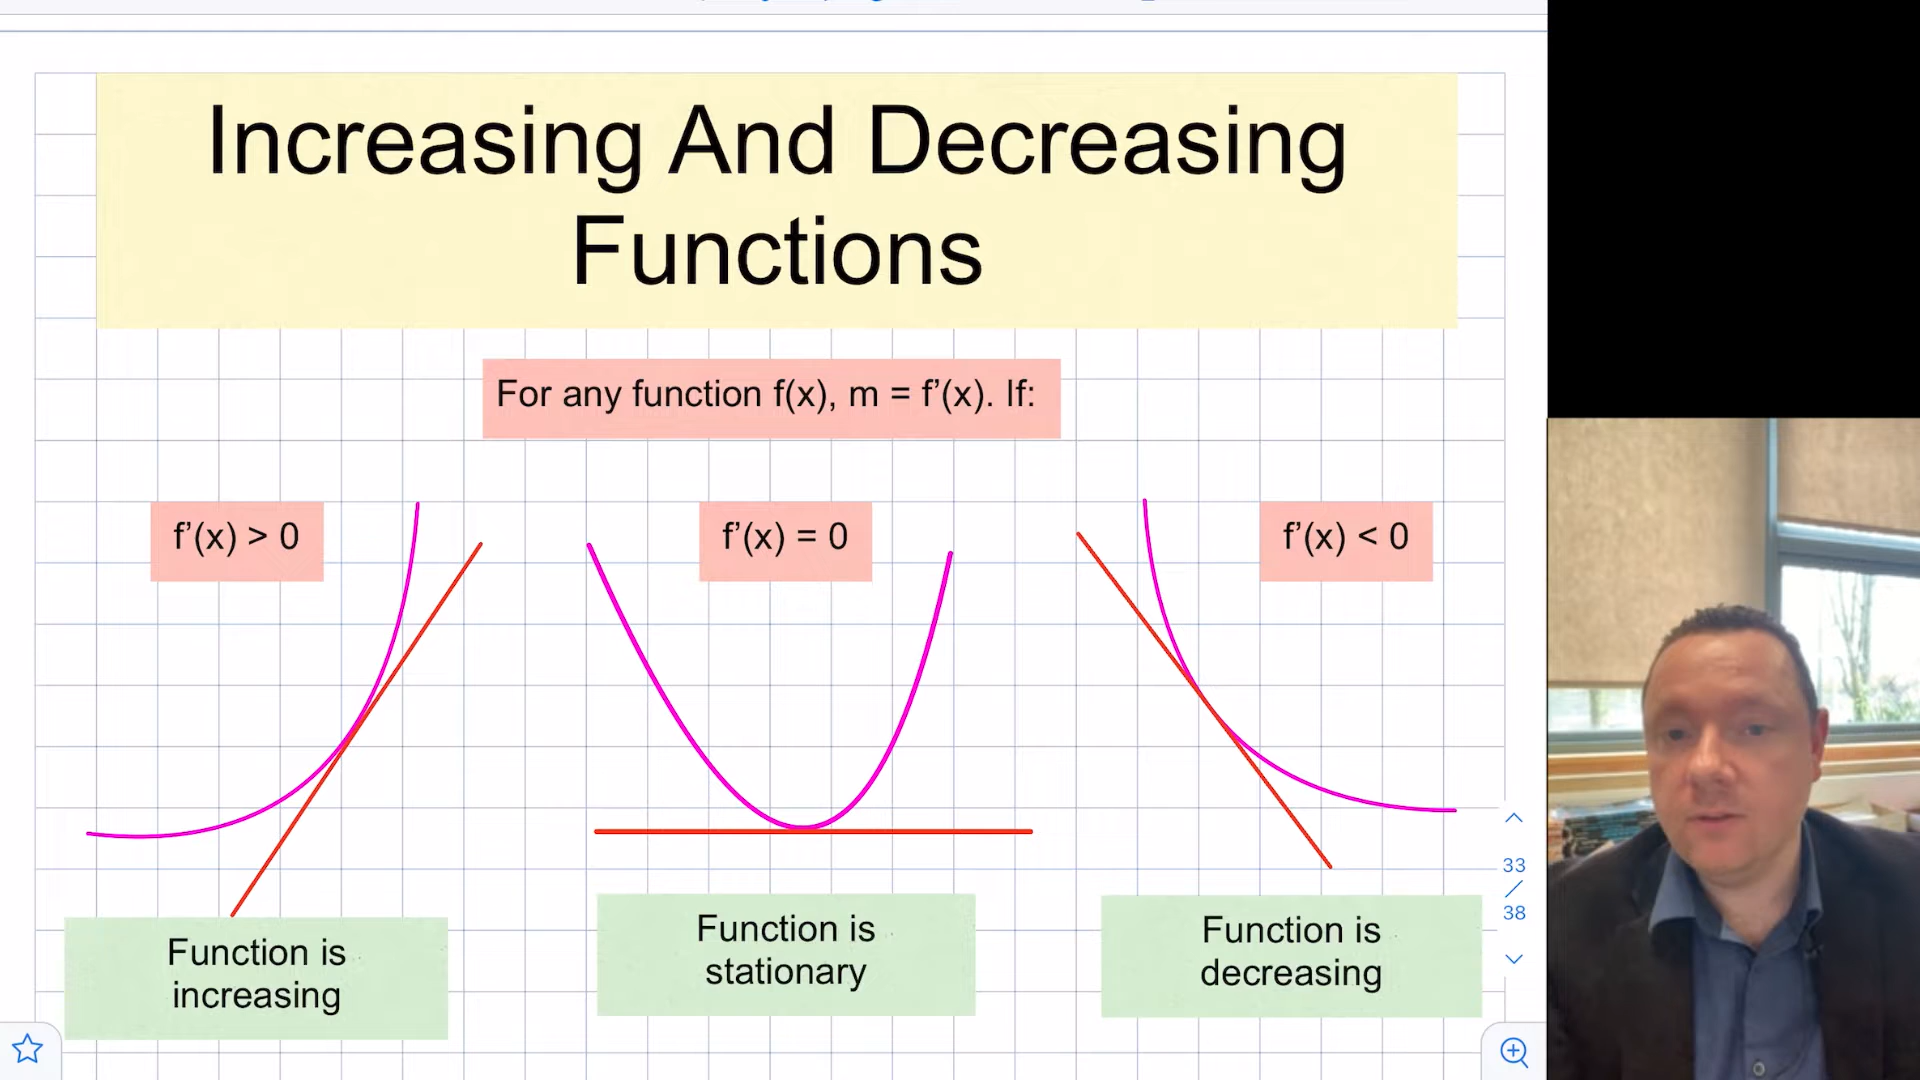 Increasing And Decreasing
Functions
For any function f(x), m = f’(x). If:
f’(x) > 0
f’(x) = 0
f’(x) < 0
Function is
increasing
Function is
stationary
Function is
decreasing
33
/
38